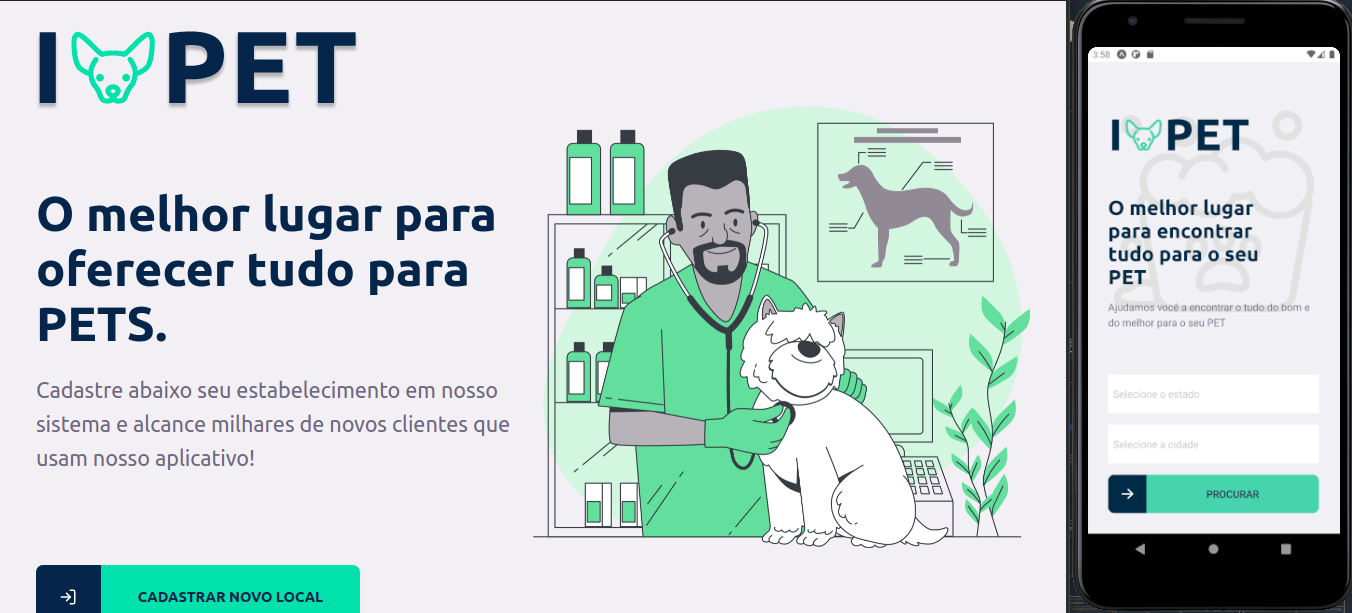 I PET
O melhor lugar para
oferecer tudo para
PETS.
Cadastre abaixo seu estabelecimento em nosso
sistema e alcance milhares de novos clientes que
usam nosso aplicativo!
CADASTRAR NOVO LOCAL
3:58
I PET
O melhor lugar
para encontrar
tudo para o seu
PET
Ajudamos você a encontrar o tudo do bom e
do melhor para o seu PET
Selecione o estado
Selecione a cidade
PROCURAR